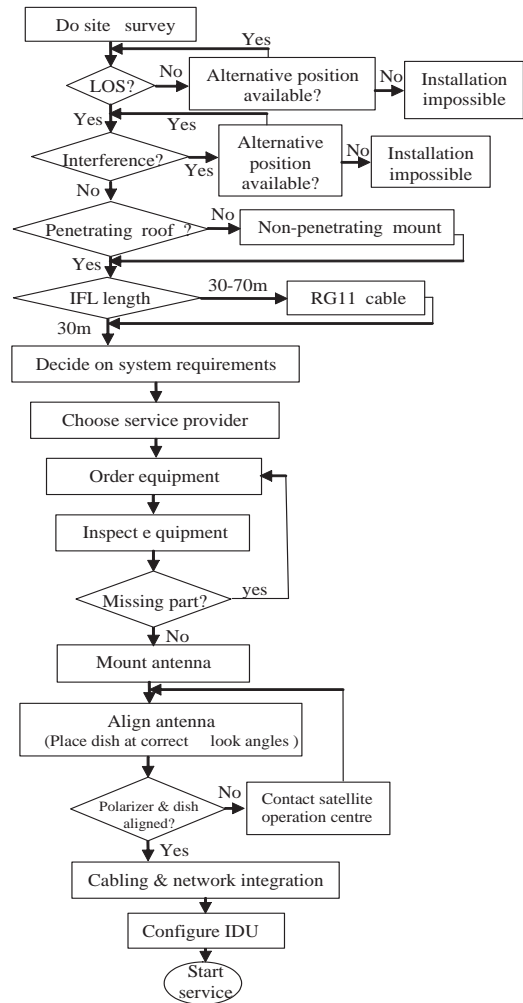 Do site survey
Yes
LOS?
No
Alternative position
available?
No
Installation
impossible
Yes
Yes
Interference?
Yes
Alternative
position
available?
No
Installation
impossible
No
Penetrating roof ?
No
Non-penetrating mount
Yes
IFL length
30-70m
RG11 cable
30m
Decide on system requirements
Choose service provider
Order equipment
Inspect e quipment
Missing part?
yes
No
Mount antenna
Align antenna
(Place dish at correct look angles )
Polarizer & dish
aligned?
No
Contact satellite
operation centre
Yes
Cabling & network integration
Configure IDU
Start
service